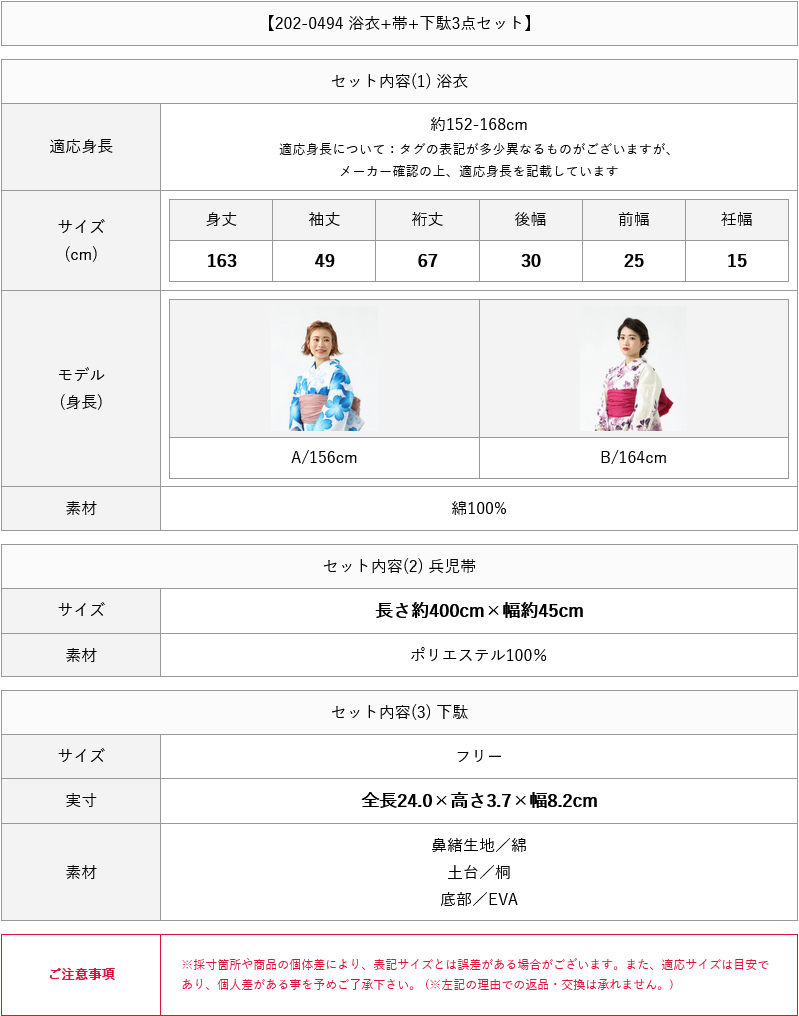 【202-0494 浴衣+帯+下駄3点セット】
セット内容(1) 浴衣
適応身長
約152-168cm
適応身長について：タグの表記が多少異なるものがございますが、
メーカー確認の上、適応身長を記載しています
サイズ
(cm)
身丈 袖丈 裄丈 後幅 前幅 衽幅
163 49 67 30 25 15
モデル
(身長)
A/156cm B/164cm
素材 綿100%
セット内容(2) 兵児帯
サイズ 長さ約400cm×幅約45cm
素材 ポリエステル100%
セット内容(3) 下駄
サイズ フリー
実寸 全長24.0×高さ3.7×幅8.2cm
素材
鼻緒生地／綿
土台／桐
底部／EVA
ご注意事項
※採寸箇所や商品の個体差により、表記サイズとは誤差がある場合がございます。また、適応サイズは目安で
あり、個人差がある事を予めご了承下さい。 (※左記の理由での返品・交換は承れません。)